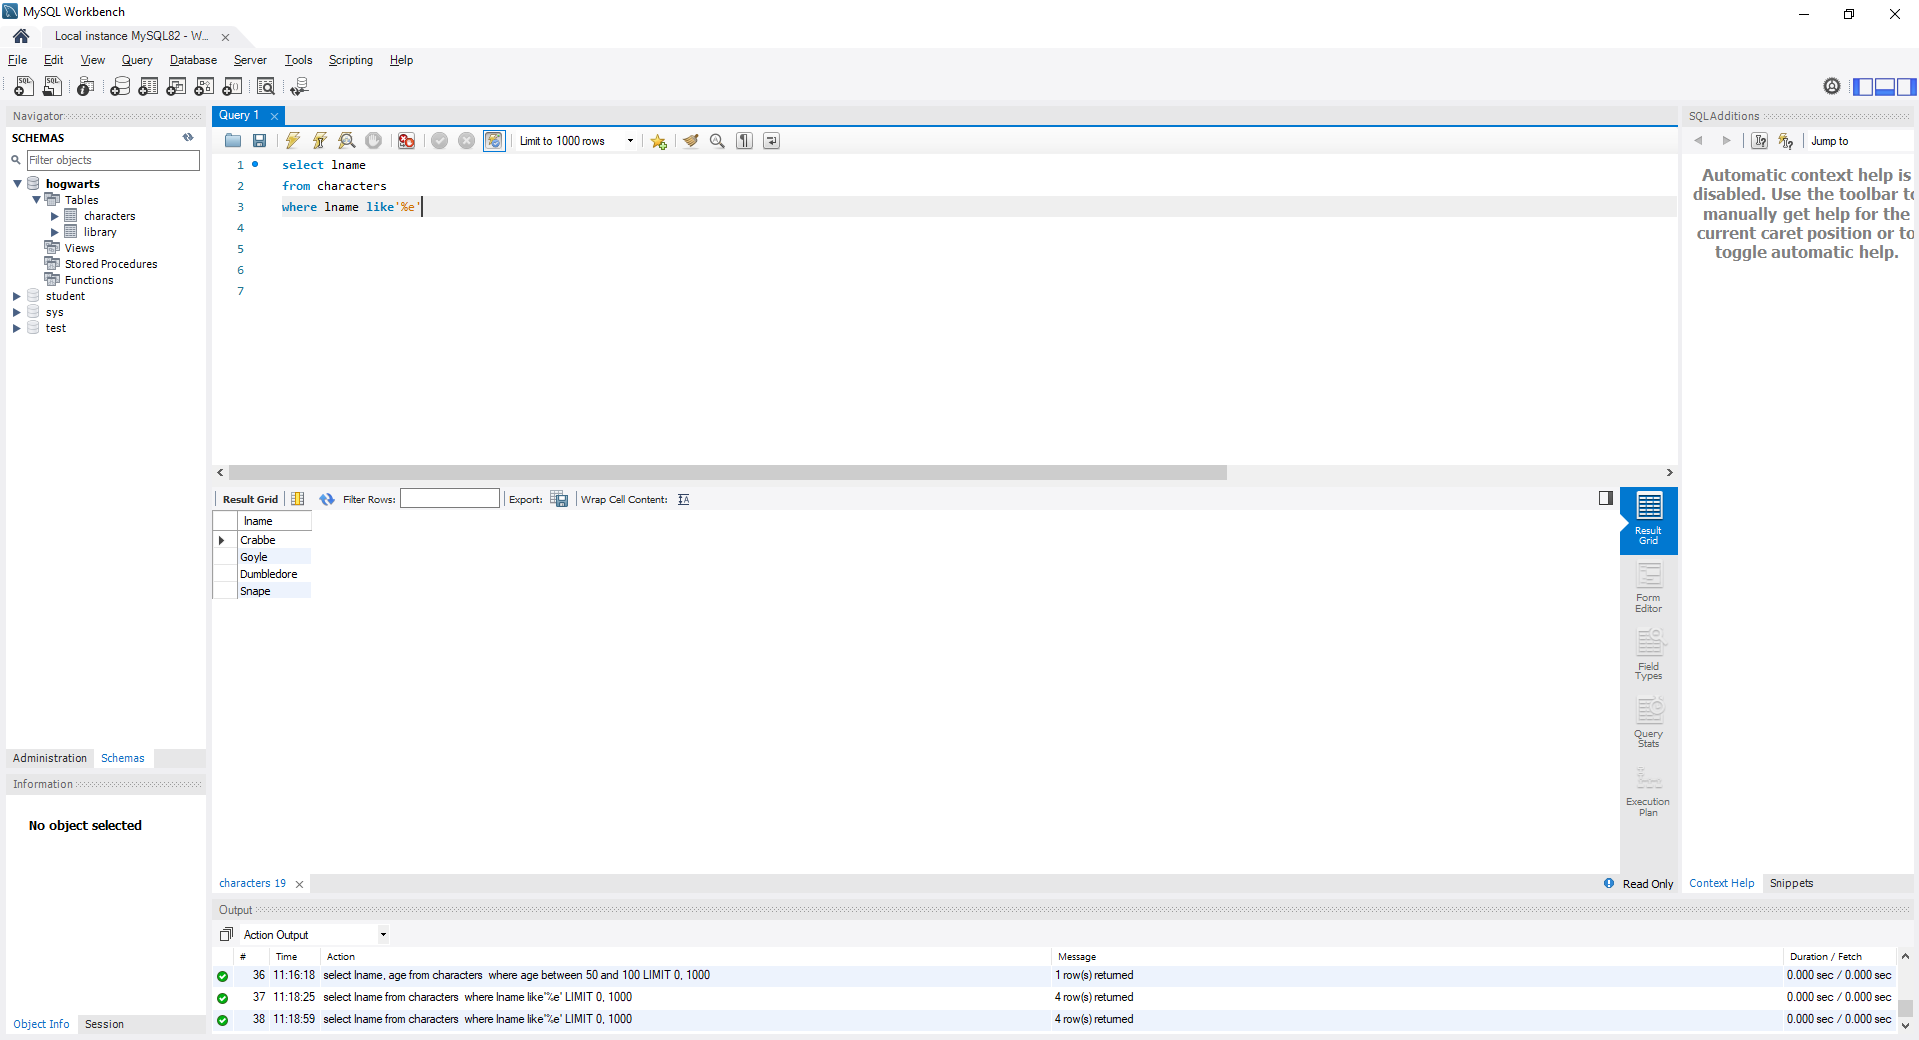 MySQL Workbench
Local instance MySQL82 - W...
File Edit View Query Database Server Tools Scripting Help
Navigator
SCHEMAS
Filter objects
hogwarts
Tables
characters
library
Views
Stored Procedures
Functions
student
sys
test
Administration Schemas
Information
No object selected
Object Info Session
Query 1
Limit to 1000 rows
1 select lname
2 from characters
3 where lname like'%e'
4
5
6
7
Result Grid Filter Rows: Export: Wrap Cell Content:
lname
Crabbe
Goyle
Dumbledore
Snape
Result
Grid
Form
Editor
Field
Types
Query
Stats
Execution
Plan
characters 19
Read Only
SQLAdditions
Jump to
Automatic context help is
disabled. Use the toolbar to
manually get help for the
current caret position or to
toggle automatic help.
Context Help Snippets
Output
Action Output
# Time Action Message Duration / Fetch
36 11:16:18 select lname, age from characters where age between 50 and 100 LIMIT 0, 1000 1 row(s) returned 0.000 sec / 0.000 sec
37 11:18:25 select lname from characters where lname like'%e' LIMIT 0, 1000 4 row(s) returned 0.000 sec / 0.000 sec
38 11:18:59 select lname from characters where lname like'%e' LIMIT 0, 1000 4 row(s) returned 0.000 sec / 0.000 sec